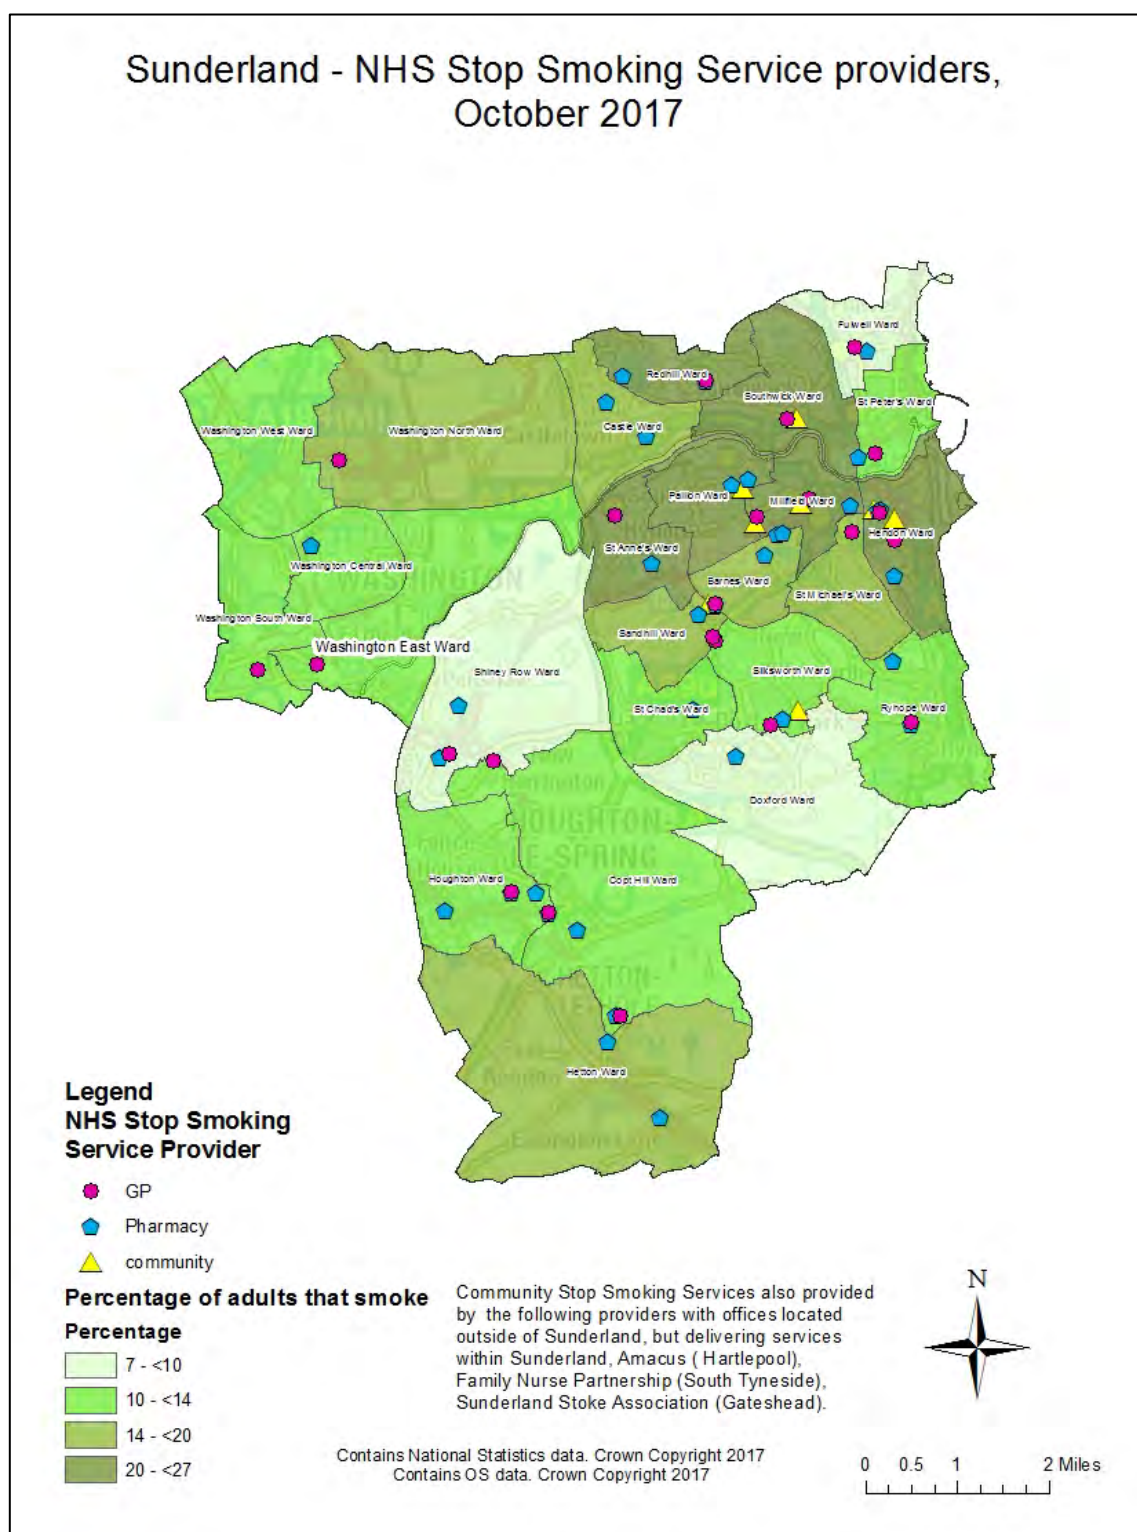 Sunderland - NHS Stop Smoking Service providers,
October 2017
Fulwell Ward
Redhill Ward
Southwick Ward
St Peter's Ward
Washington West Ward
Washington North Ward
Castle Ward
Pallion Ward
Millfield Ward
Hendon Ward
St Anne's Ward
Washington Central Ward
WASHINGTON
Barnes Ward
St Michael's Ward
Washington South Ward
Sandhill Ward
Washington East Ward
Shiney Row Ward
Silksworth Ward
St Chad's Ward
Ryhope Ward
Doxford Ward
HOUGHTON-
LE-SPRING
Houghton Ward
Copt Hill Ward
HETTON-
Hetton Ward
Legend
NHS Stop Smoking
Service Provider
GP
Pharmacy
community
Percentage of adults that smoke
Percentage
7 - <10
10 - <14
14 - <20
20 - <27
Community Stop Smoking Services also provided
by the following providers with offices located
outside of Sunderland, but delivering services
within Sunderland, Amacus ( Hartlepool),
Family Nurse Partnership (South Tyneside),
Sunderland Stoke Association (Gateshead).
N
Contains National Statistics data. Crown Copyright 2017
Contains OS data. Crown Copyright 2017
0 0.5 1 2 Miles